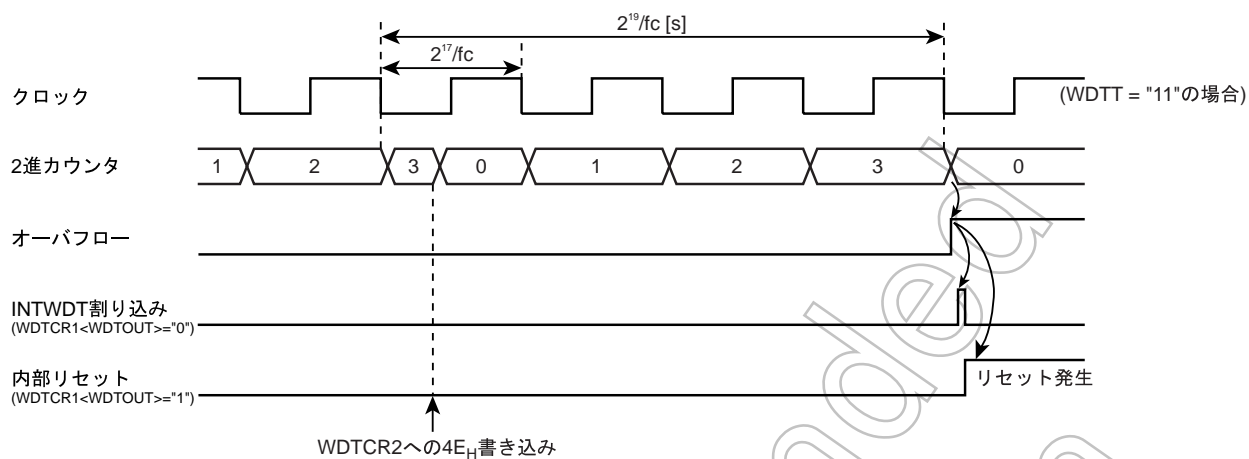 2¹⁹/fc [s]
2¹⁷/fc
クロック
(WDTT = "11"の場合)
2進カウンタ
1 2 3 0 1 2 3 0
オーバフロー
INTWDT割り込み
(WDTCR1<WDTOUT>="0")
内部リセット
(WDTCR1<WDTOUT>="1")
リセット発生
WDTCR2への4EH書き込み